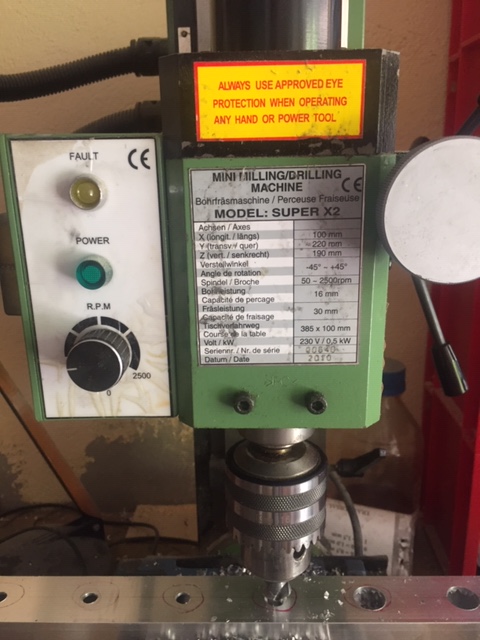 ALWAYS USE APPROVED EYE
PROTECTION WHEN OPERATING
ANY HAND OR POWER TOOL
FAULT
CE
POWER
R.P.M
0
2500
MINI MILLING/DRILLING
MACHINE CE
Bohrfräsmaschine / Perceuse Fraiseuse
MODEL: SUPER X2
Achsen / Axes
X (longit. / längs) 100 mm
Y (transv./ quer) 220 mm
Z (vert. / senkrecht) 190 mm
Verstellwinkel
Angle de rotation -45° ~ +45°
Spindel / Broche 50 ~ 2500rpm
Bohrleistung
Capacité de percage 16 mm
Fräsleistung
Capacité de fraisage 30 mm
Tischverfahrweg
Course de la table 385 x 100 mm
Volt / kW 230 V / 0,5 kW
Seriennr. / Nr. de série
Datum / Date 2010